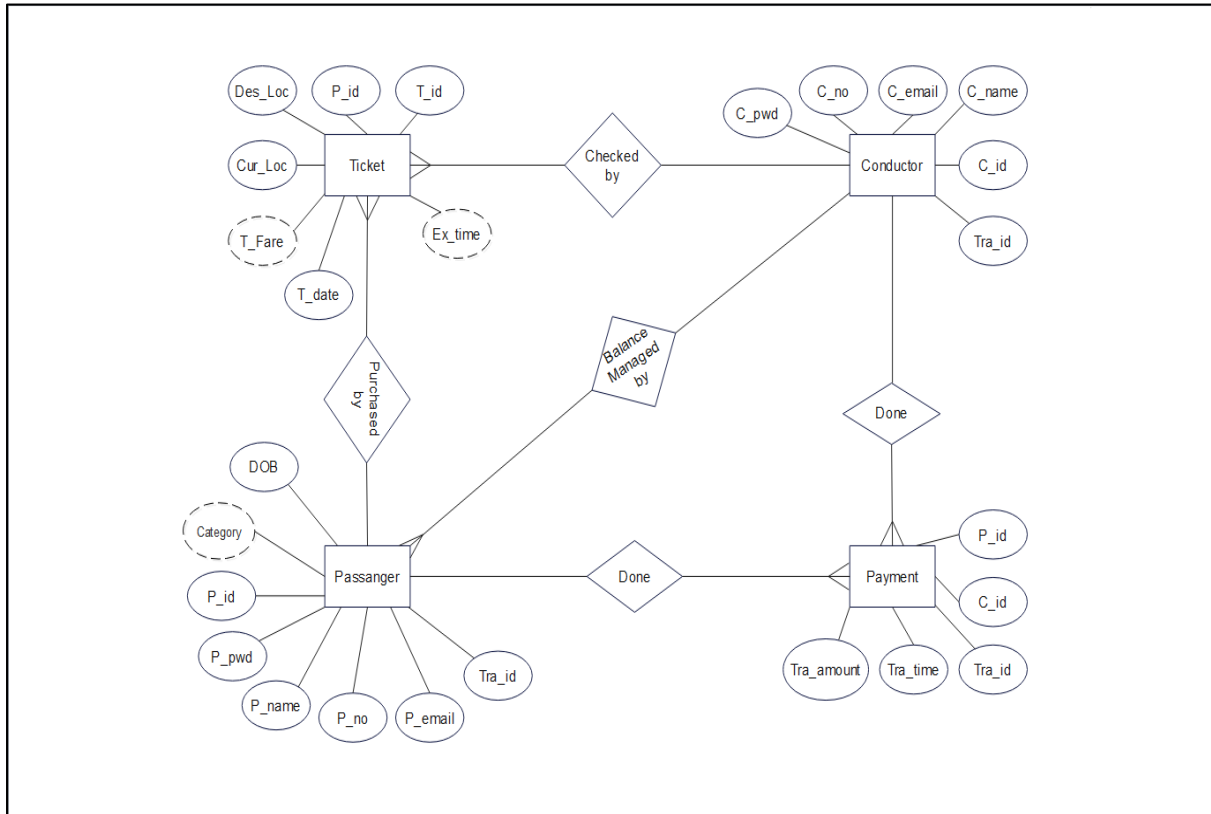 Des_Loc
P_id
T_id
Cur_Loc
Ticket
T_Fare
T_date
Ex_time
Checked
by
C_pwd
C_no
C_email
C_name
Conductor
C_id
Tra_id
Purchased
by
Balance
Managed
by
Done
DOB
Category
Passanger
P_id
P_pwd
P_name
P_no
P_email
Tra_id
Done
Payment
P_id
C_id
Tra_amount
Tra_time
Tra_id